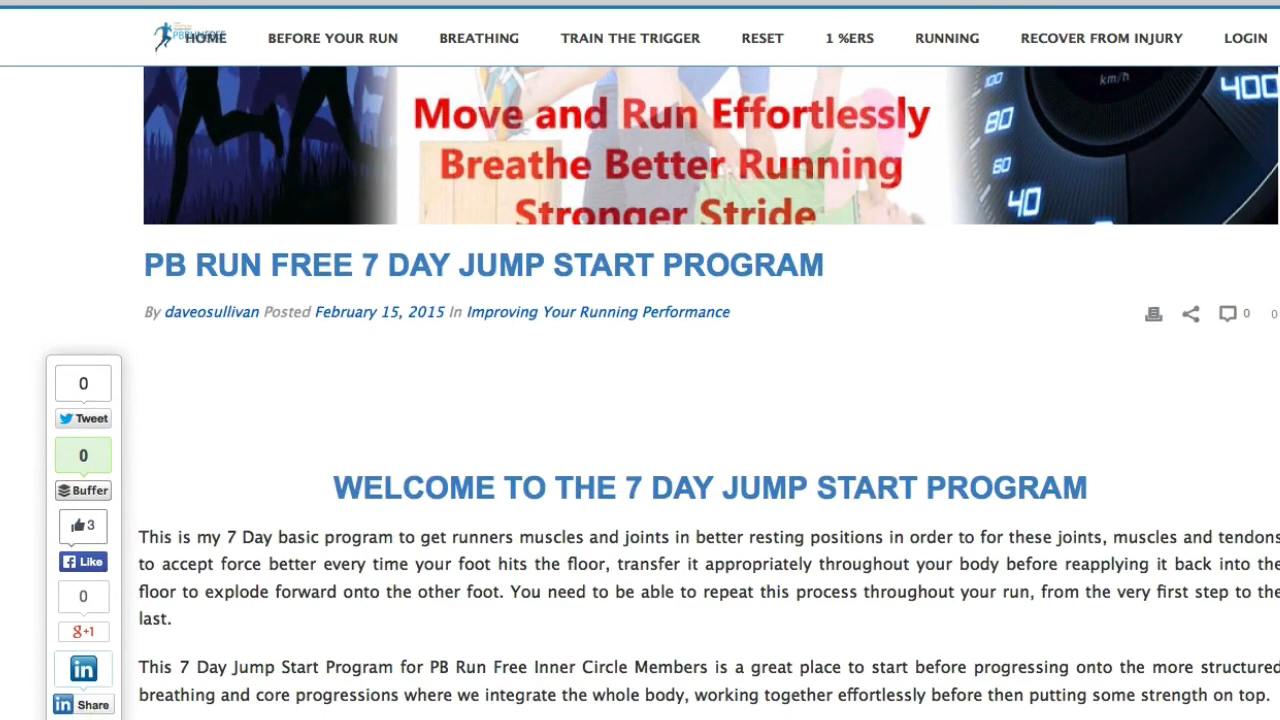 HOME BEFORE YOUR RUN BREATHING TRAIN THE TRIGGER RESET 1 %ERS RUNNING RECOVER FROM INJURY LOGIN
Move and Run Effortlessly
Breathe Better Running
Stronger Stride
km/h
100
80
60
40
400
PB RUN FREE 7 DAY JUMP START PROGRAM
By daveosullivan Posted February 15, 2015 In Improving Your Running Performance
0
0
0
Tweet
0
Buffer
3
Like
0
g+1
in
in Share
WELCOME TO THE 7 DAY JUMP START PROGRAM
This is my 7 Day basic program to get runners muscles and joints in better resting positions in order to for these joints, muscles and tendons
to accept force better every time your foot hits the floor, transfer it appropriately throughout your body before reapplying it back into the
floor to explode forward onto the other foot. You need to be able to repeat this process throughout your run, from the very first step to the
last.
This 7 Day Jump Start Program for PB Run Free Inner Circle Members is a great place to start before progressing onto the more structured
breathing and core progressions where we integrate the whole body, working together effortlessly before then putting some strength on top.